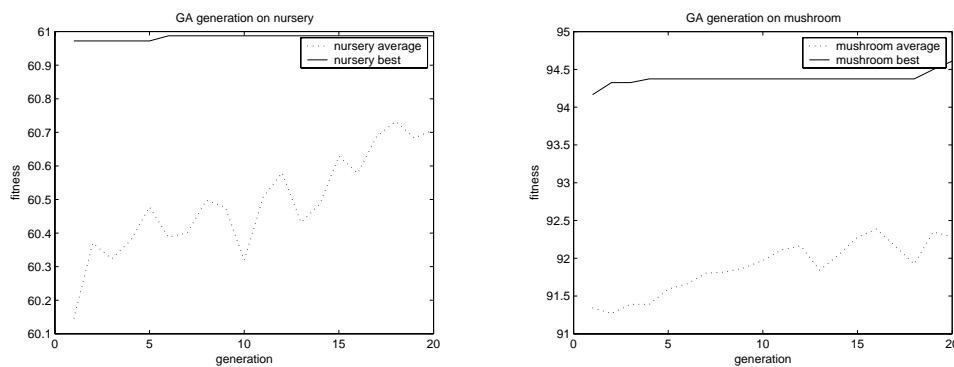 GA generation on nursery
61
60.9
60.8
60.7
60.6
60.5
60.4
60.3
60.2
60.1
fitness
nursery average
nursery best
0
5
10
15
20
generation
GA generation on mushroom
95
94.5
94
93.5
93
92.5
92
91.5
91
fitness
mushroom average
mushroom best
0
5
10
15
20
generation